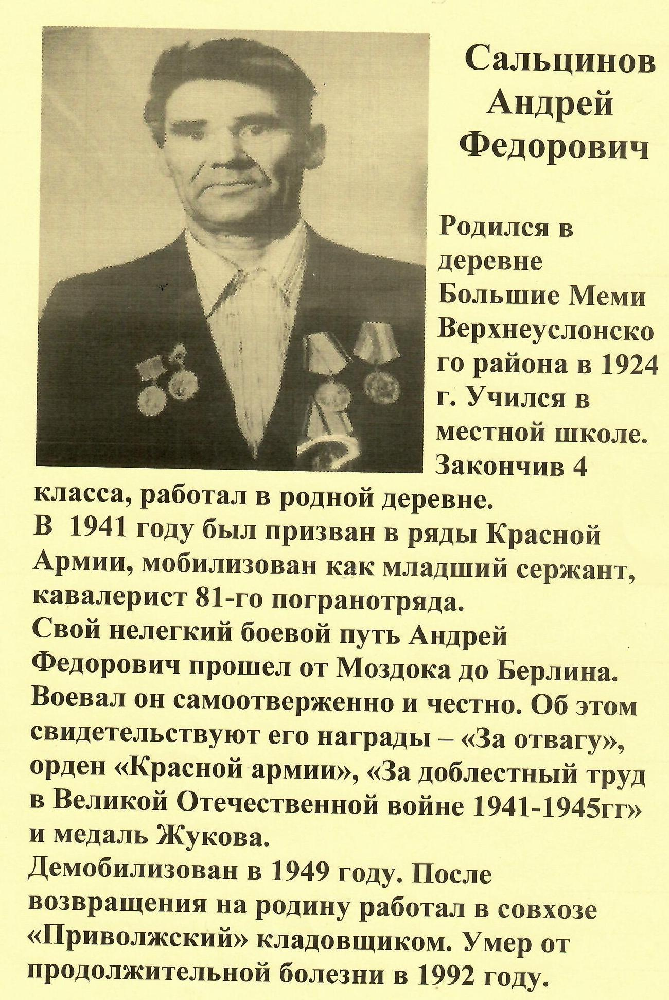 Сальцинов
Андрей
Федорович
Родился в
деревне
Большие Меми
Верхнеуслонско
го района в 1924
г. Учился в
местной школе.
Закончив 4
класса, работал в родной деревне.
В 1941 году был призван в ряды Красной
Армии, мобилизован как младший сержант,
кавалерист 81-го погранотряда.
Свой нелегкий боевой путь Андрей
Федорович прошел от Моздока до Берлина.
Воевал он самоотверженно и честно. Об этом
свидетельствуют его награды – «За отвагу»,
орден «Красной армии», «За доблестный труд
в Великой Отечественной войне 1941-1945гг»
и медаль Жукова.
Демобилизован в 1949 году. После
возвращения на родину работал в совхозе
«Приволжский» кладовщиком. Умер от
продолжительной болезни в 1992 году.